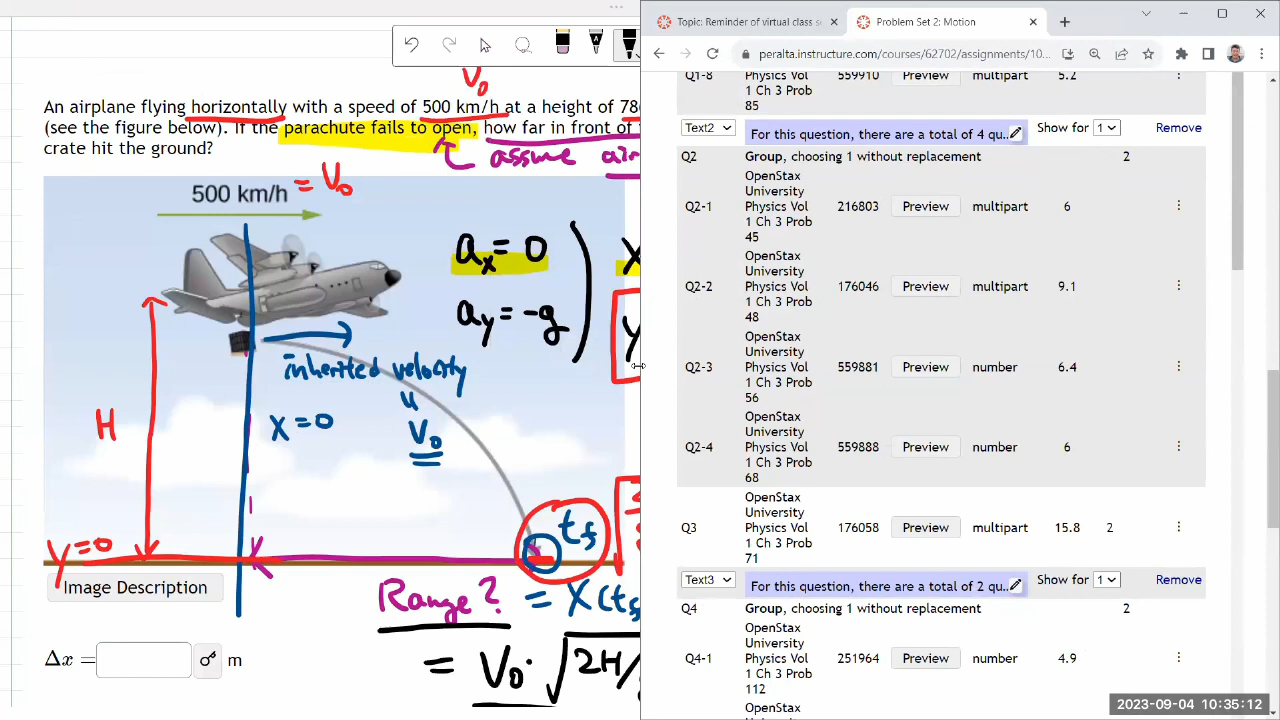 Topic: Reminder of virtual class se
Problem Set 2: Motion
peralta.instructure.com/courses/62702/assignments/10...
V₀
An airplane flying horizontally with a speed of 500 km/h at a height of 78
(see the figure below). If the parachute fails to open, how far in front of
crate hit the ground?
assume air
500 km/h = V₀
aₓ = 0
a_y = -g
x
y
inherited velocity
V₀
x = 0
H
y=0
t_s
Image Description
Range? = x(t_s
= V₀ · √2H/
Δx =
σ
m
Q1-8 Physics Vol 1 Ch 3 Prob 85 559910 Preview multipart 5.2
Text2 For this question, there are a total of 4 qu... Show for 1 Remove
Q2 Group, choosing 1 without replacement 2
Q2-1 OpenStax University Physics Vol 1 Ch 3 Prob 45 216803 Preview multipart 6
Q2-2 OpenStax University Physics Vol 1 Ch 3 Prob 48 176046 Preview multipart 9.1
Q2-3 OpenStax University Physics Vol 1 Ch 3 Prob 56 559881 Preview number 6.4
Q2-4 OpenStax University Physics Vol 1 Ch 3 Prob 68 559888 Preview number 6
Q3 OpenStax University Physics Vol 1 Ch 3 Prob 71 176058 Preview multipart 15.8 2
Text3 For this question, there are a total of 2 qu... Show for 1 Remove
Q4 Group, choosing 1 without replacement 2
Q4-1 OpenStax University Physics Vol 1 Ch 3 Prob 112 251964 Preview number 4.9
OpenStax
2023-09-04 10:35:12